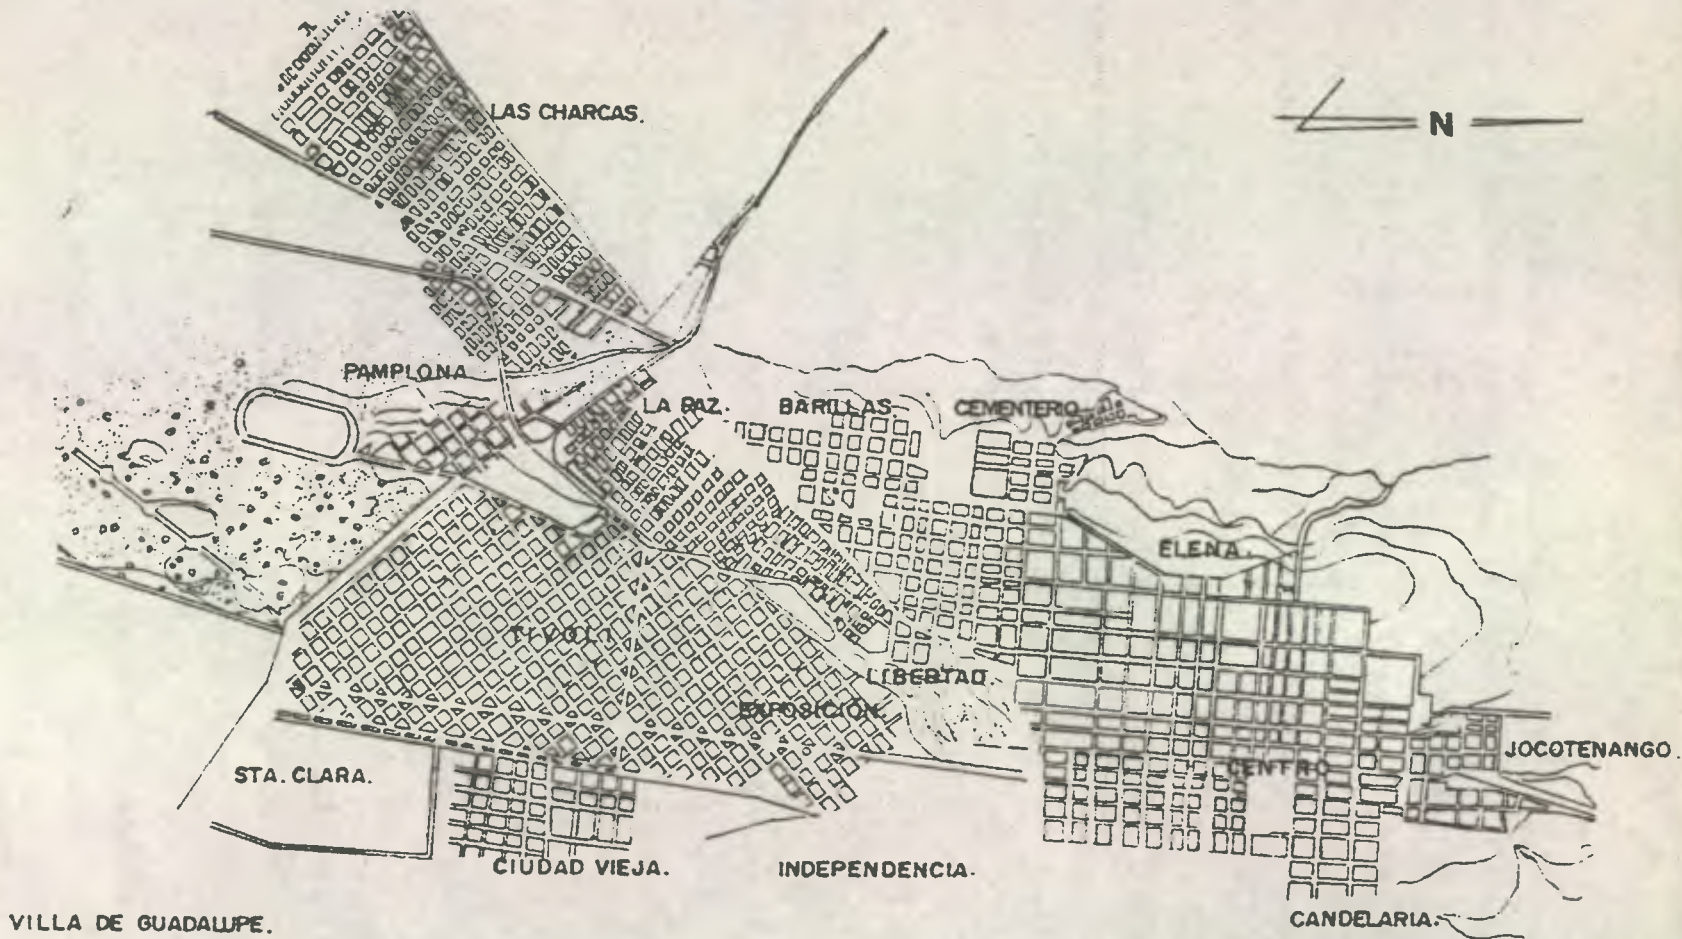 LAS CHARCAS.
N
PAMPLONA
LA PAZ.
BARILLAS.
CEMENTERIO
ELENA.
TIVOLI
LIBERTAD.
EXPOSICIÓN.
JOCOTENANGO.
CENTRO
STA. CLARA.
CIUDAD VIEJA.
INDEPENDENCIA.
CANDELARIA.
VILLA DE GUADALUPE.